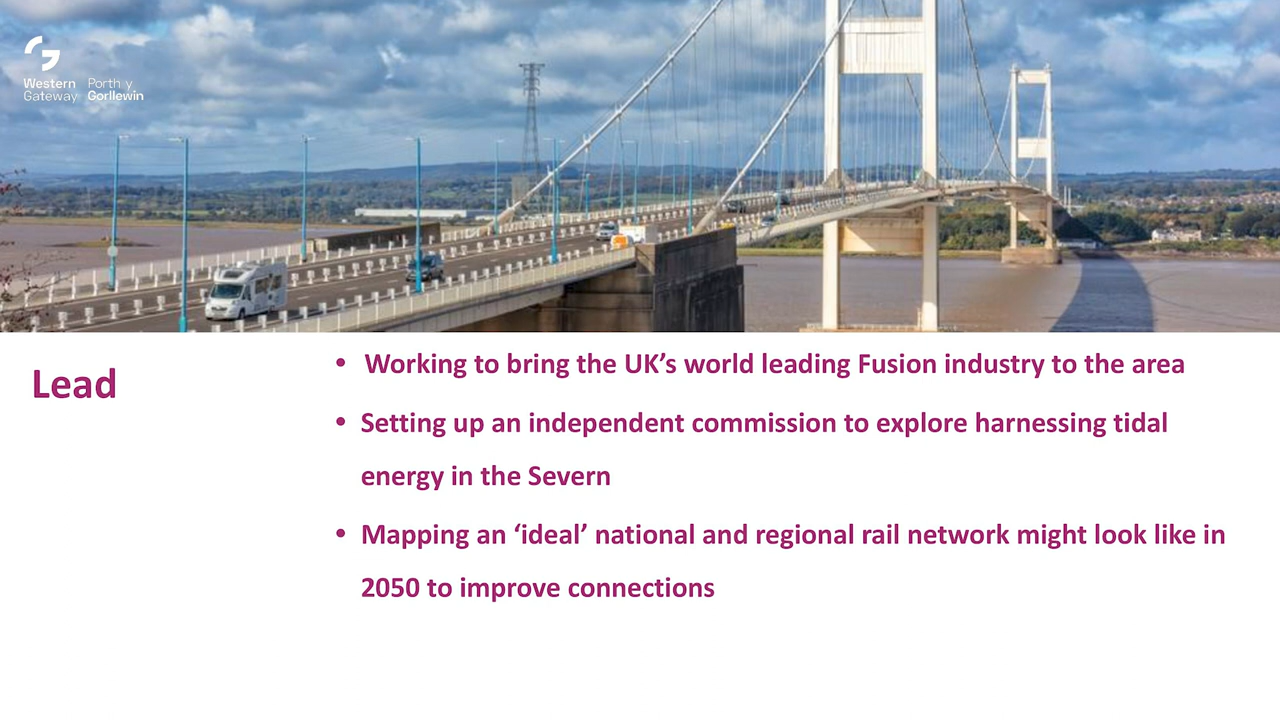 Western Porth y
Gateway Gorllewin
Lead
• Working to bring the UK’s world leading Fusion industry to the area
• Setting up an independent commission to explore harnessing tidal
energy in the Severn
• Mapping an ‘ideal’ national and regional rail network might look like in
2050 to improve connections